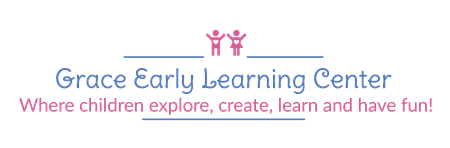 Grace Early Learning Center
Where children explore, create, learn and have fun!